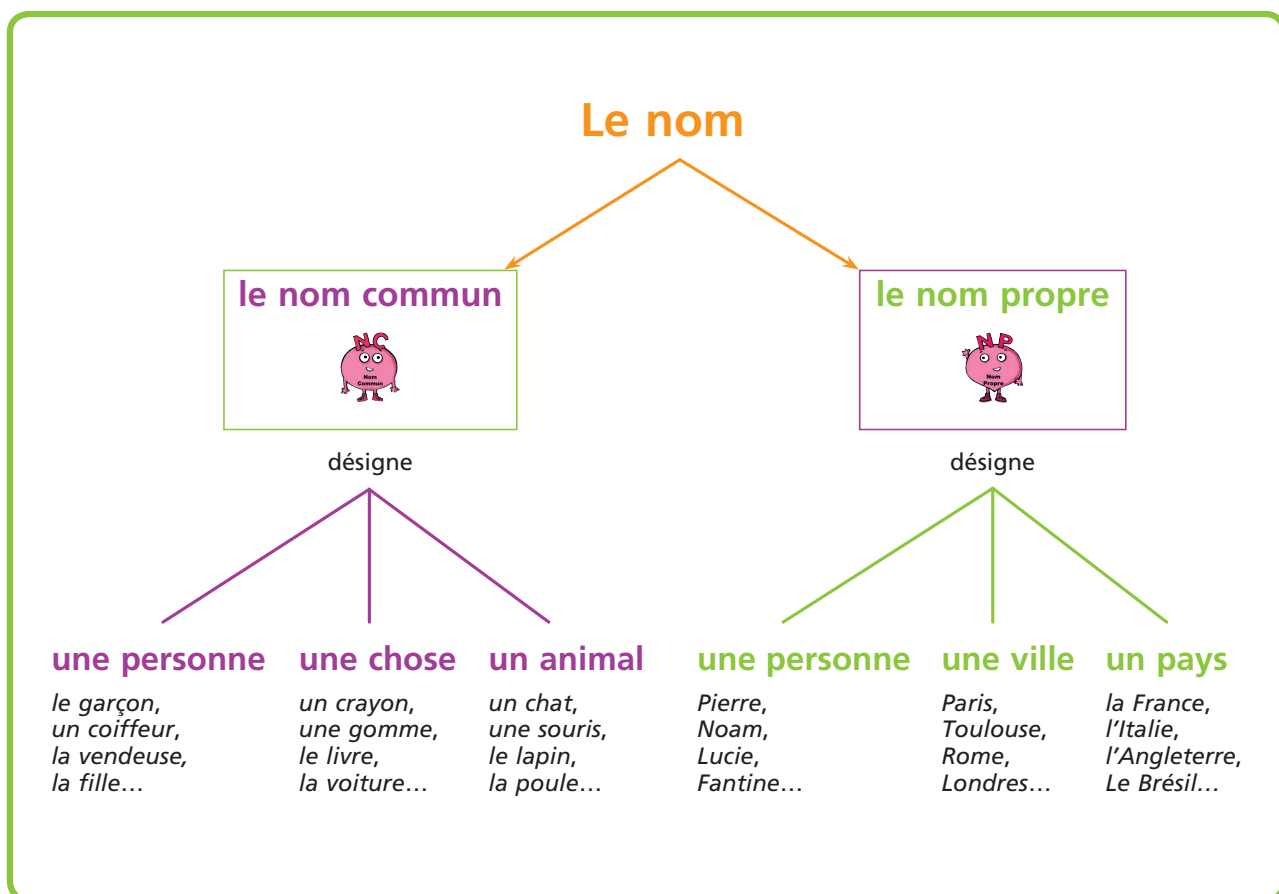 Le nom
le nom commun
NC
Nom
Commun
désigne
une personne
le garçon,
un coiffeur,
la vendeuse,
la fille…
une chose
un crayon,
une gomme,
le livre,
la voiture…
un animal
un chat,
une souris,
le lapin,
la poule…
le nom propre
NP
Nom
Propre
désigne
une personne
Pierre,
Noam,
Lucie,
Fantine…
une ville
Paris,
Toulouse,
Rome,
Londres…
un pays
la France,
l'Italie,
l'Angleterre,
Le Brésil…